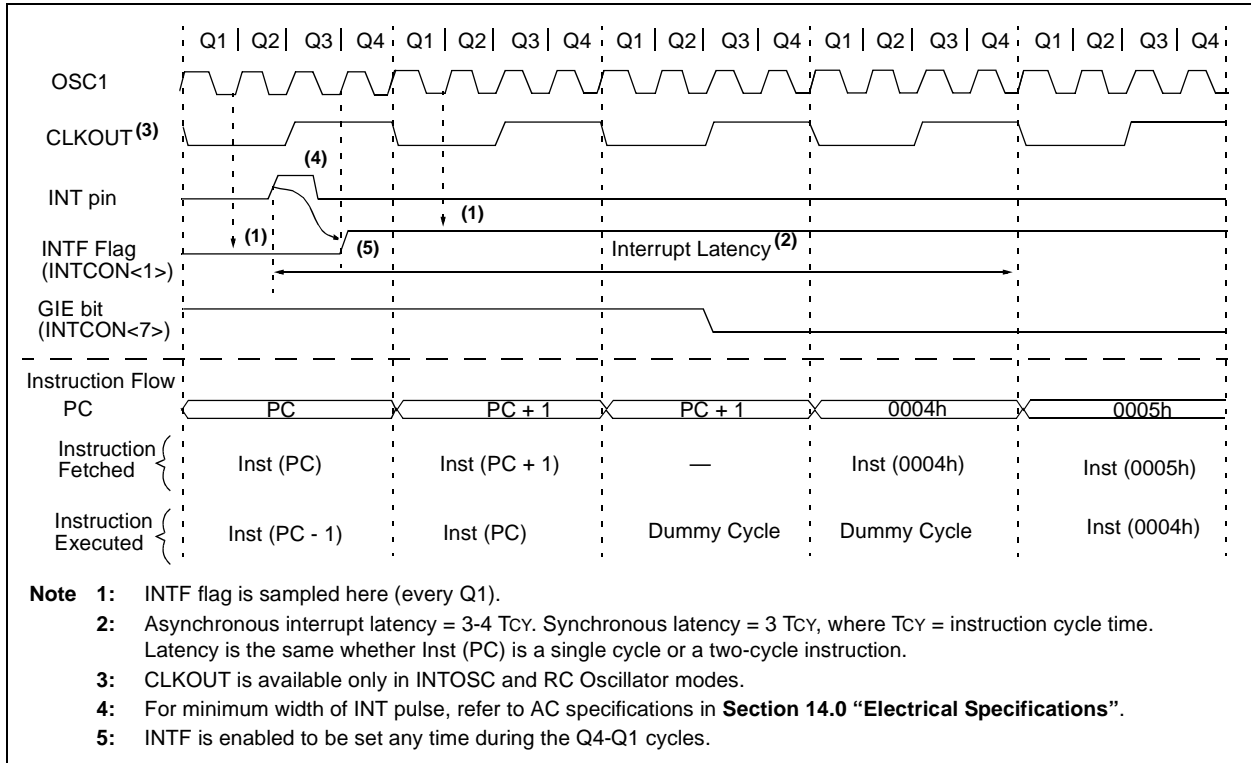 Q1 | Q2 | Q3 | Q4 Q1 | Q2 | Q3 | Q4 Q1 | Q2 | Q3 | Q4 Q1 | Q2 | Q3 | Q4 Q1 | Q2 | Q3 | Q4
OSC1
CLKOUT(3)
(4)
INT pin
(1)
(1)
INTF Flag
(INTCON<1>)
(5)
Interrupt Latency(2)
GIE bit
(INTCON<7>)
Instruction Flow
PC PC PC + 1 PC + 1 0004h 0005h
Instruction
Fetched
Inst (PC) Inst (PC + 1) — Inst (0004h) Inst (0005h)
Instruction
Executed
Inst (PC - 1) Inst (PC) Dummy Cycle Dummy Cycle Inst (0004h)
Note 1: INTF flag is sampled here (every Q1).
2: Asynchronous interrupt latency = 3-4 TCY. Synchronous latency = 3 TCY, where TCY = instruction cycle time.
Latency is the same whether Inst (PC) is a single cycle or a two-cycle instruction.
3: CLKOUT is available only in INTOSC and RC Oscillator modes.
4: For minimum width of INT pulse, refer to AC specifications in Section 14.0 “Electrical Specifications”.
5: INTF is enabled to be set any time during the Q4-Q1 cycles.